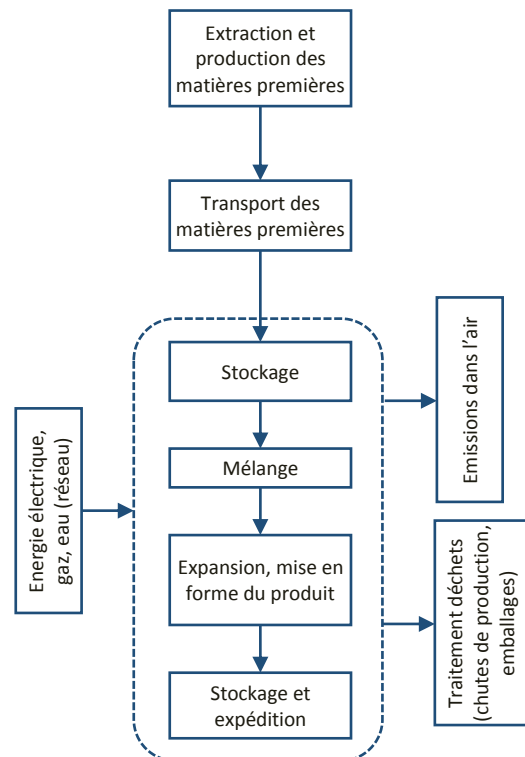 Extraction et
production des
matières premières
Transport des
matières premières
Stockage
Mélange
Expansion, mise en
forme du produit
Stockage et
expédition
Energie électrique,
gaz, eau (réseau)
Emissions dans l'air
Traitement déchets
(chutes de production,
emballages)